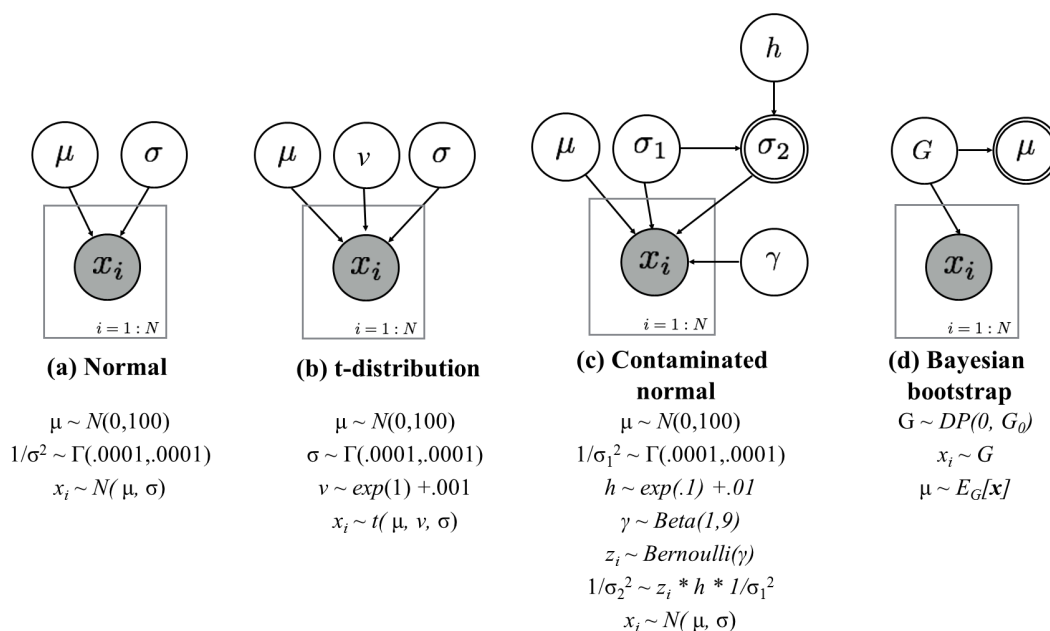 h
μ
σ
μ
ν
σ
μ
σ₁
σ₂
G
μ
xᵢ
i = 1 : N
xᵢ
i = 1 : N
xᵢ
γ
i = 1 : N
xᵢ
i = 1 : N
(a) Normal
μ ~ N(0,100)
1/σ² ~ Γ(.0001,.0001)
xᵢ ~ N( μ, σ)
(b) t-distribution
μ ~ N(0,100)
σ ~ Γ(.0001,.0001)
ν ~ exp(1) +.001
xᵢ ~ t( μ, ν, σ)
(c) Contaminated
normal
μ ~ N(0,100)
1/σ₁² ~ Γ(.0001,.0001)
h ~ exp(.1) +.01
γ ~ Beta(1,9)
zᵢ ~ Bernoulli(γ)
1/σ₂² ~ zᵢ * h * 1/σ₁²
xᵢ ~ N( μ, σ)
(d) Bayesian
bootstrap
G ~ DP(0, G₀)
xᵢ ~ G
μ ~ E_G[x]